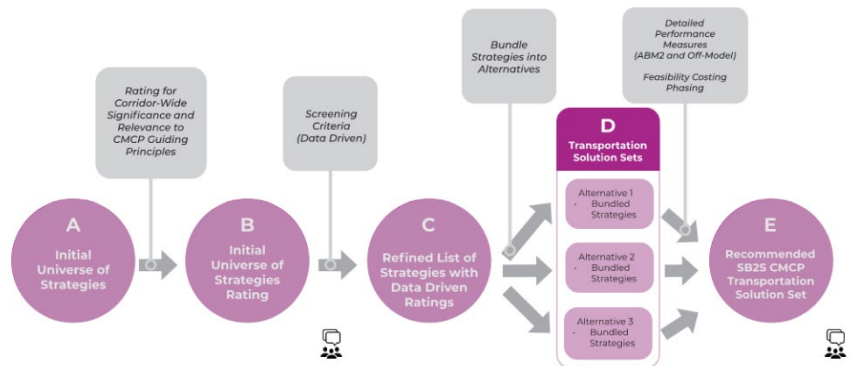 Rating for
Corridor-Wide
Significance and
Relevance to
CMCP Guiding
Principles
Screening
Criteria
(Data Driven)
Bundle
Strategies into
Alternatives
Detailed
Performance
Measures
(ABM2 and Off-Model)
Feasibility Costing
Phasing
A
Initial
Universe of
Strategies
B
Initial
Universe of
Strategies
Rating
C
Refined List of
Strategies with
Data Driven
Ratings
D
Transportation
Solution Sets
Alternative 1
- Bundled
Strategies
Alternative 2
- Bundled
Strategies
Alternative 3
- Bundled
Strategies
E
Recommended
SB2S CMCP
Transportation
Solution Set